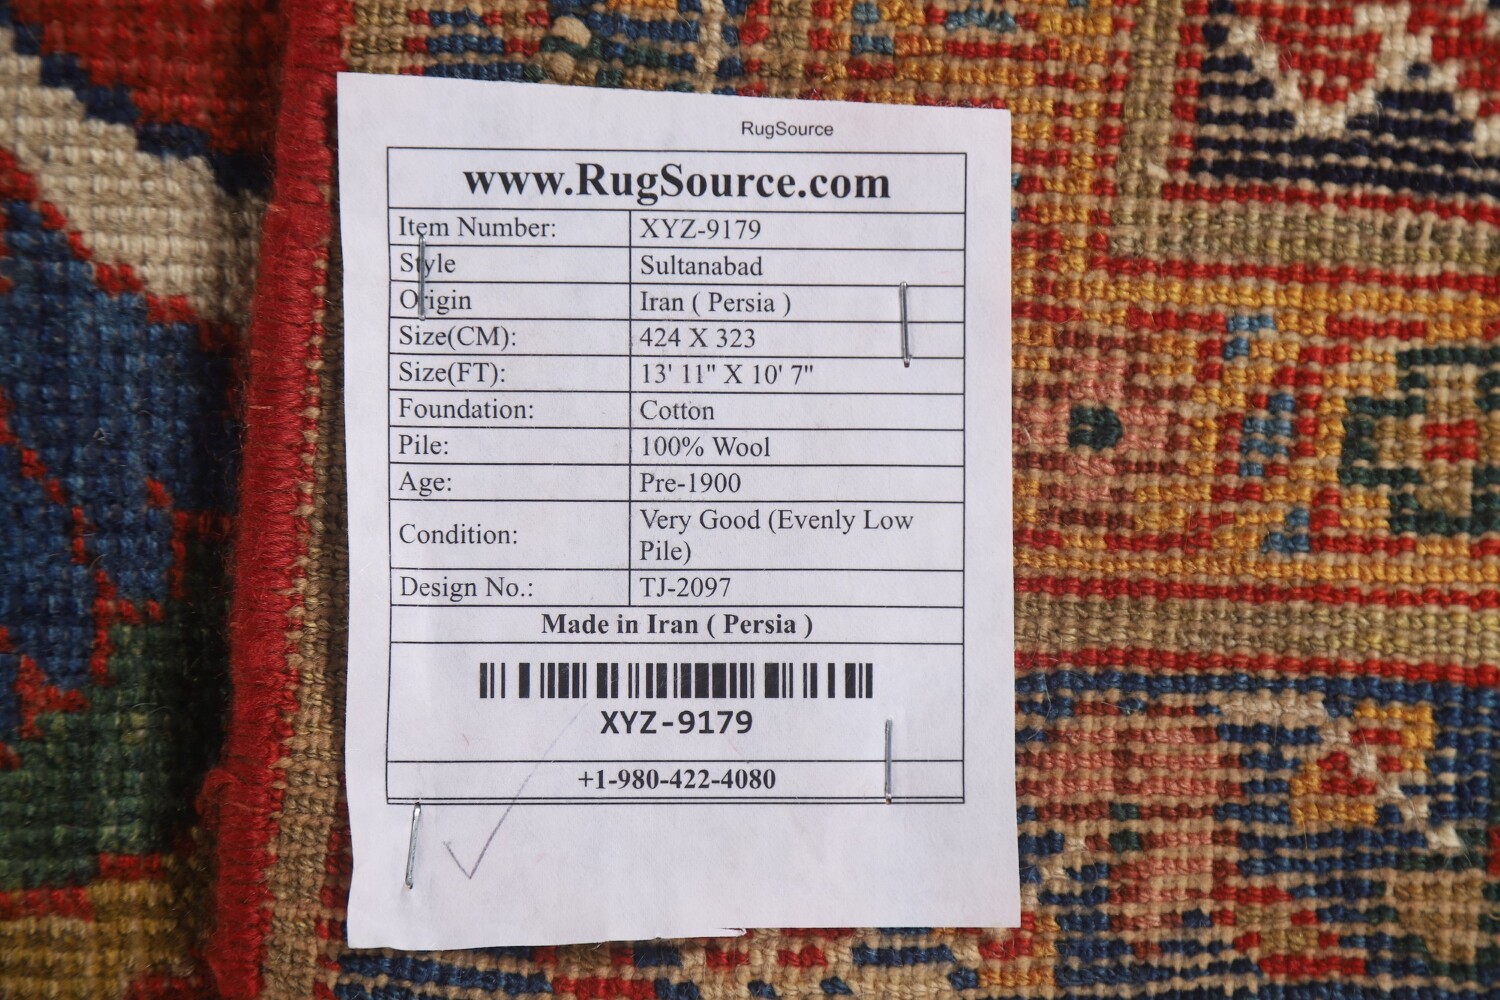 RugSource
www.RugSource.com
Item Number: XYZ-9179
Style Sultanabad
Origin Iran ( Persia )
Size(CM): 424 X 323
Size(FT): 13' 11" X 10' 7"
Foundation: Cotton
Pile: 100% Wool
Age: Pre-1900
Condition: Very Good (Evenly Low
Pile)
Design No.: TJ-2097
Made in Iran ( Persia )
XYZ-9179
+1-980-422-4080